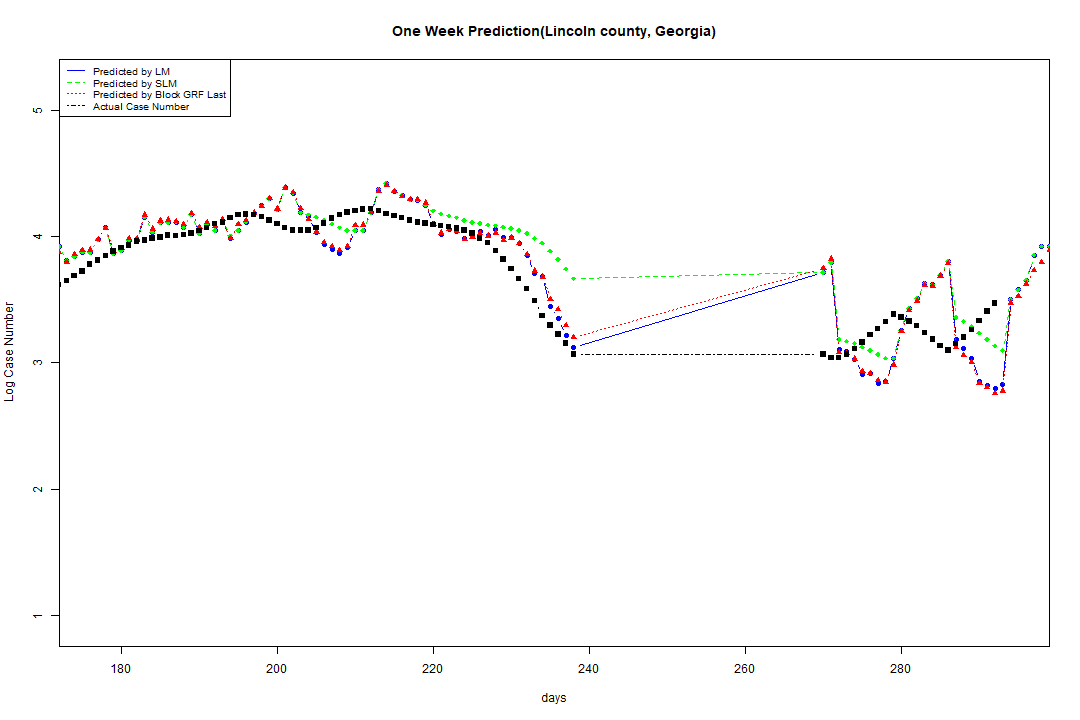 One Week Prediction(Lincoln county, Georgia)
Predicted by LM
Predicted by SLM
Predicted by Block GRF Last
Actual Case Number
5
4
3
2
1
Log Case Number
180 200 220 240 260 280
days